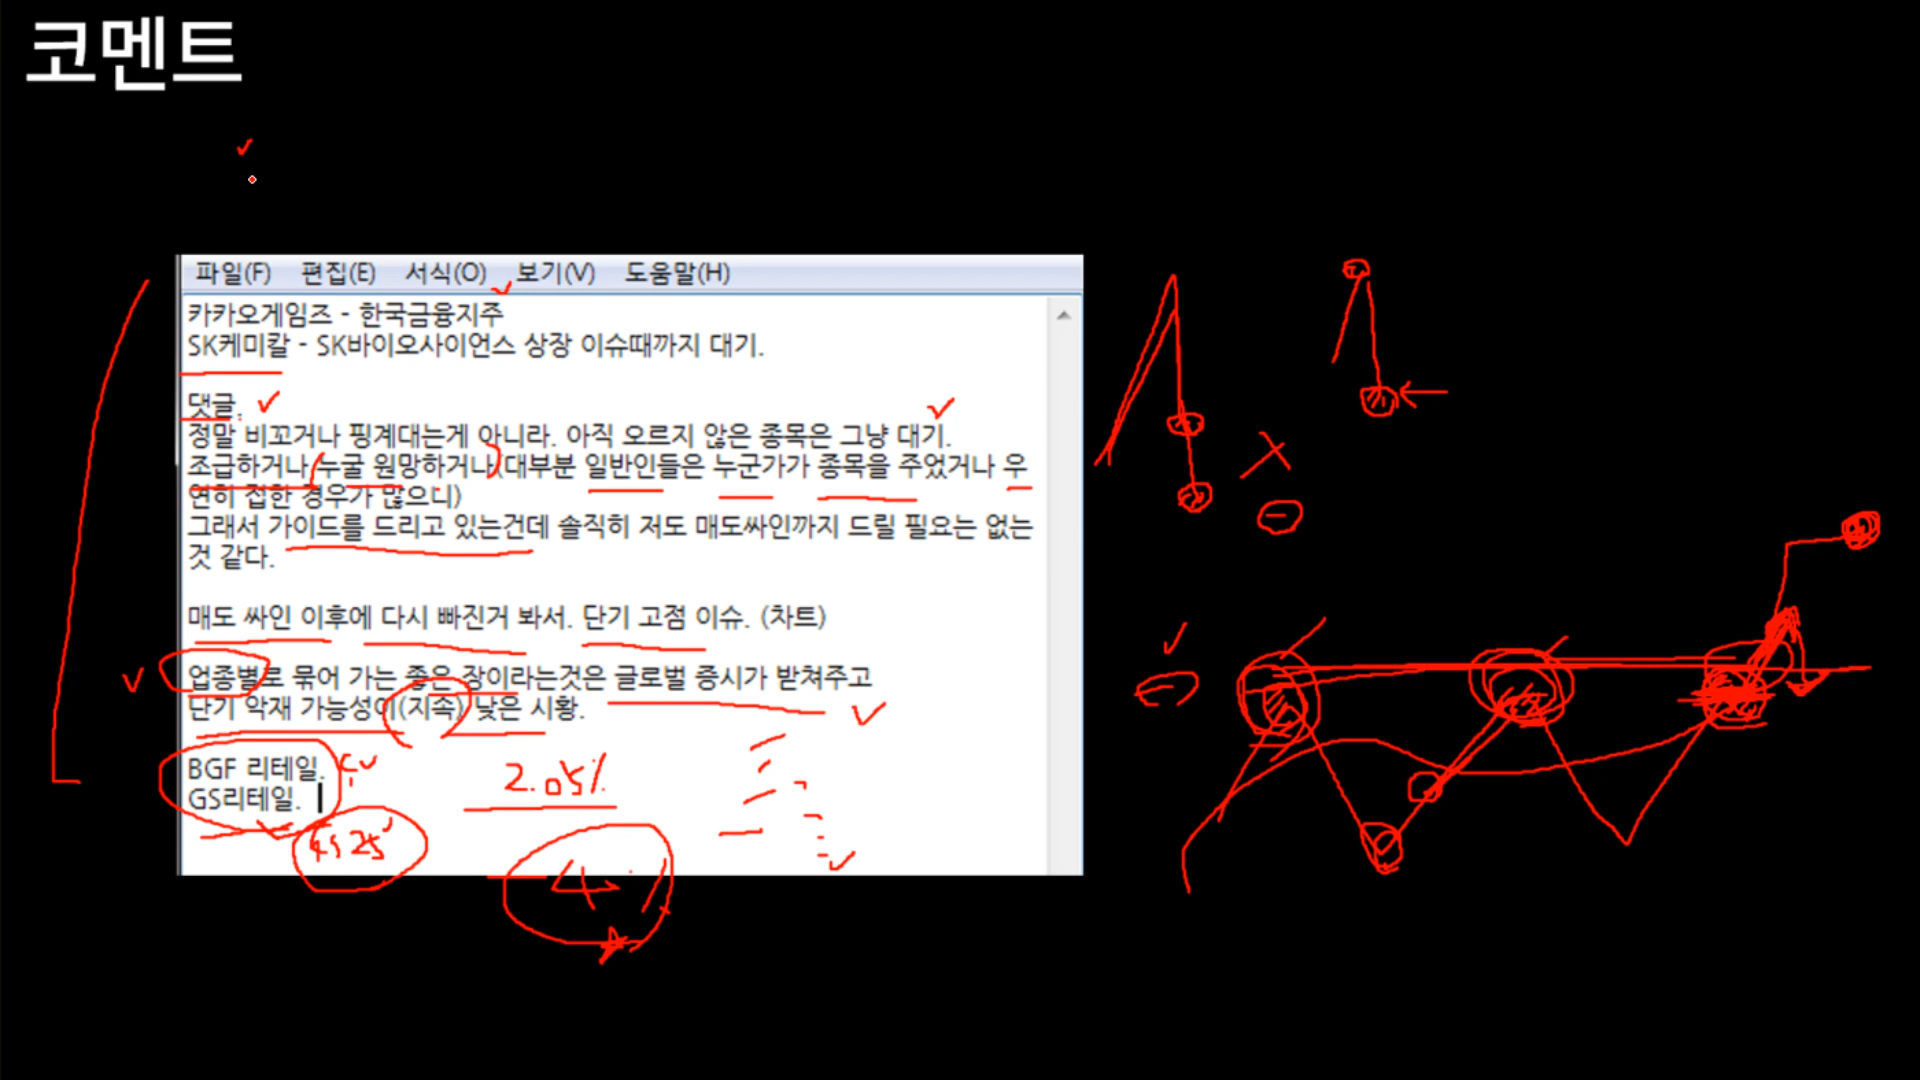 코멘트
파일(F) 편집(E) 서식(O) 보기(V) 도움말(H)
카카오게임즈 - 한국금융지주
SK케미칼 - SK바이오사이언스 상장 이슈때까지 대기.
댓글.
정말 비꼬거나 핑계대는게 아니라. 아직 오르지 않은 종목은 그냥 대기.
조급하거나 누굴 원망하거나(대부분 일반인들은 누군가가 종목을 주었거나 우
연히 접한 경우가 많으니)
그래서 가이드를 드리고 있는건데 솔직히 저도 매도싸인까지 드릴 필요는 없는
것 같다.
매도 싸인 이후에 다시 빠진거 봐서. 단기 고점 이슈. (차트)
업종별로 묶어 가는 좋은 장이라는것은 글로벌 증시가 받쳐주고
단기 악재 가능성이(지속) 낮은 시황.
BGF 리테일. CU
GS리테일.
2.05%
GS25